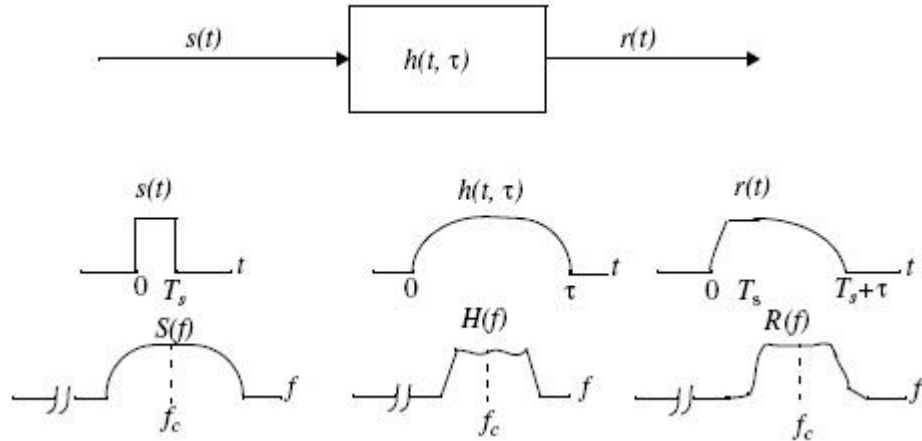 s(t) h(t, τ) r(t)
s(t) h(t, τ) r(t)
t t t
0 T_s 0 τ 0 T_s T_s+τ
S(f) H(f) R(f)
f f f
f_c f_c f_c